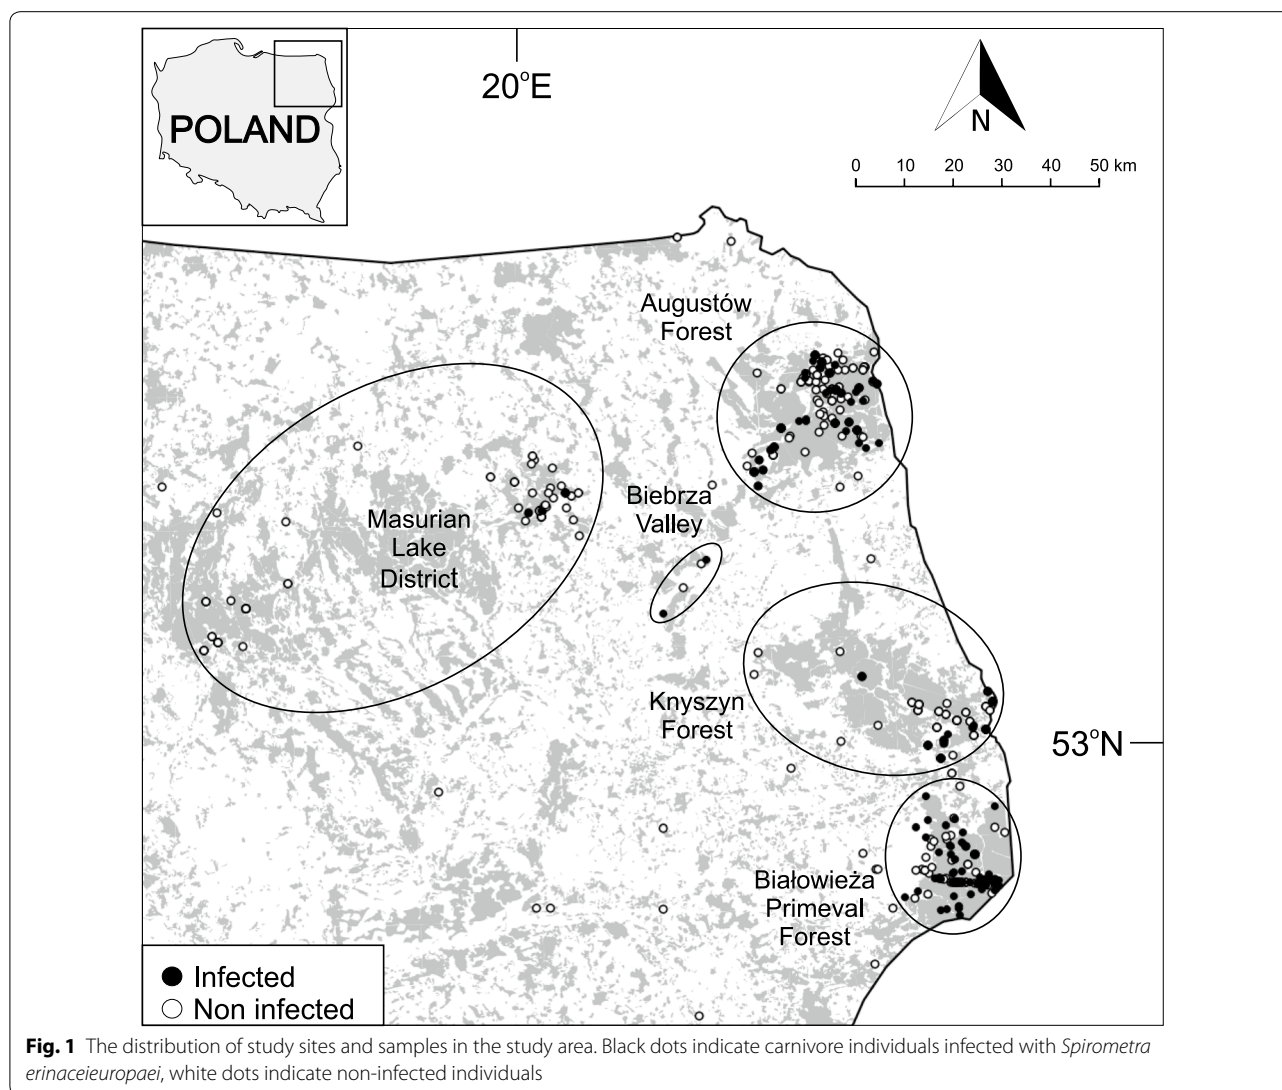 POLAND
20°E
N
0 10 20 30 40 50 km
Augustów
Forest
Biebrza
Valley
Masurian
Lake
District
Knyszyn
Forest
53°N
Białowieża
Primeval
Forest
Infected
Non infected
Fig. 1 The distribution of study sites and samples in the study area. Black dots indicate carnivore individuals infected with Spirometra
erinaceieuropaei, white dots indicate non-infected individuals